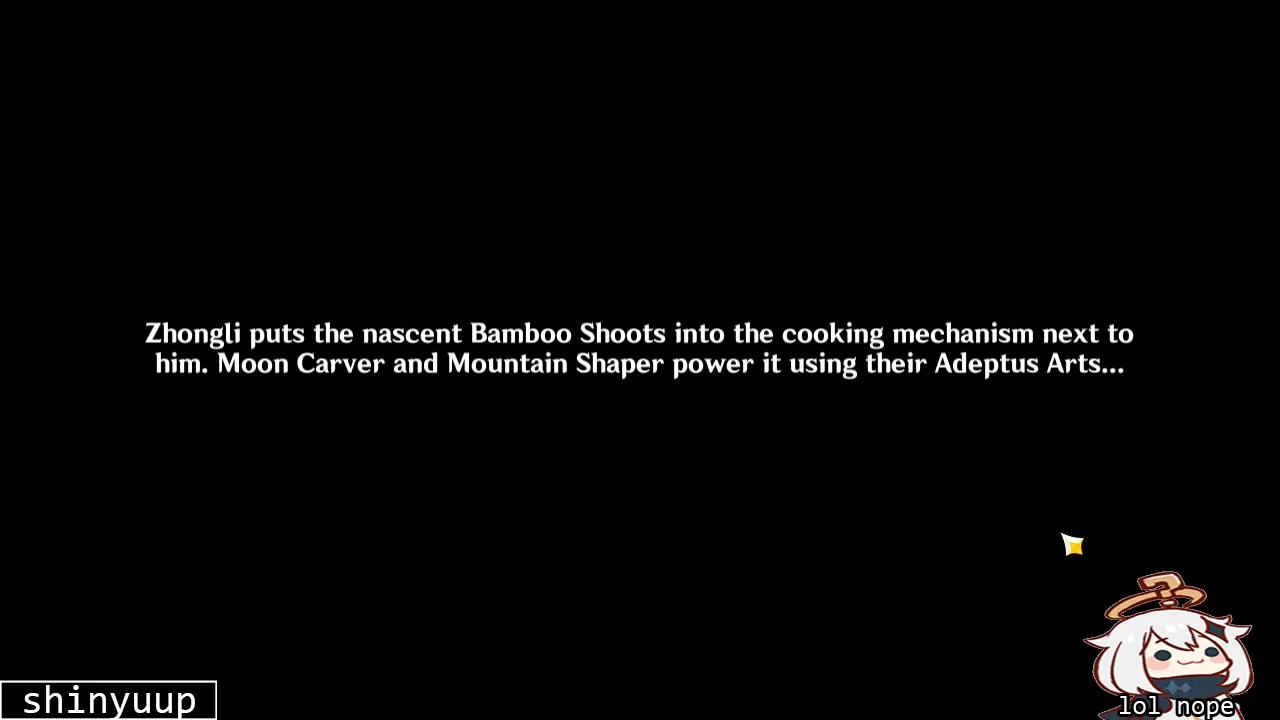 Zhongli puts the nascent Bamboo Shoots into the cooking mechanism next to
him. Moon Carver and Mountain Shaper power it using their Adeptus Arts...
shinyuup
lol nope